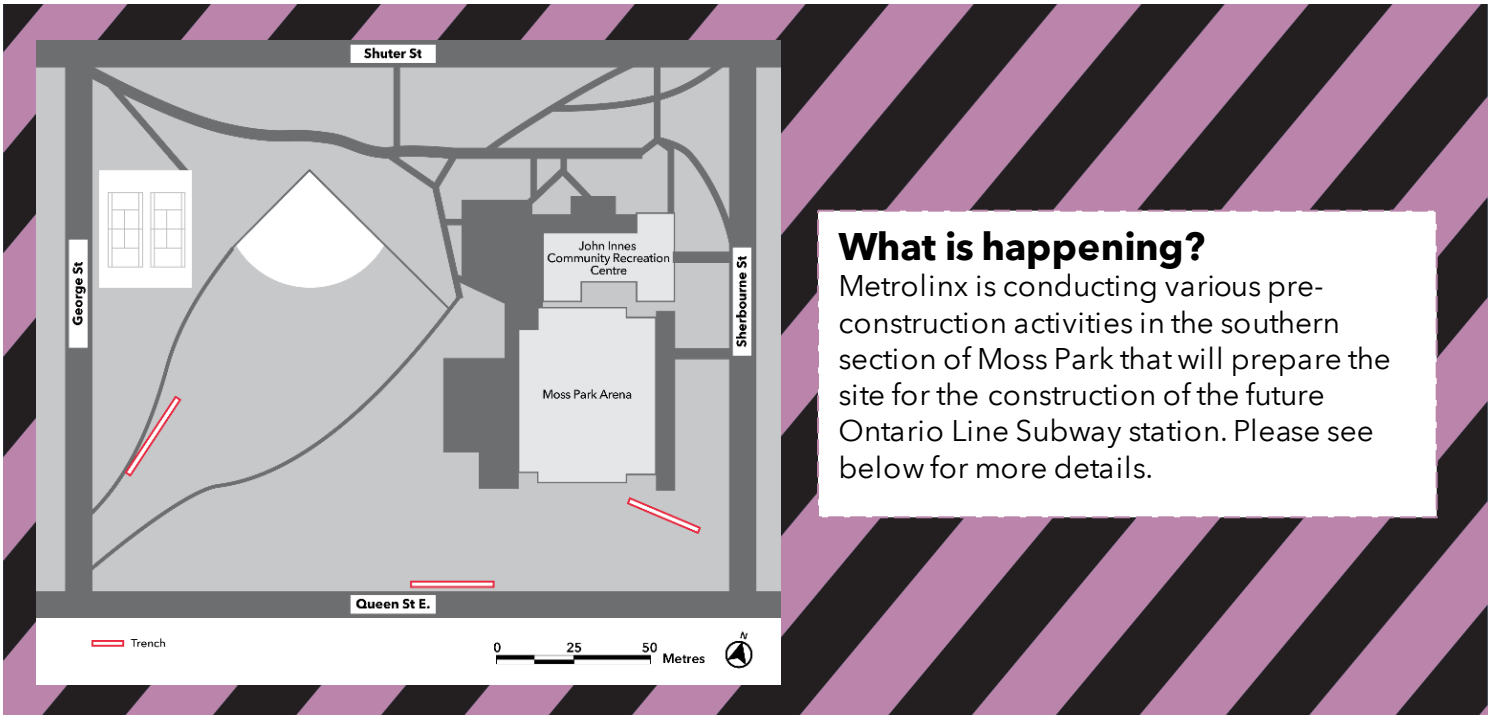 Shuter St
George St
John Innes
Community Recreation
Centre
Sherbourne St
Moss Park Arena
Queen St E.
Trench
0 25 50
Metres
N
What is happening?
Metrolinx is conducting various pre-
construction activities in the southern
section of Moss Park that will prepare the
site for the construction of the future
Ontario Line Subway station. Please see
below for more details.